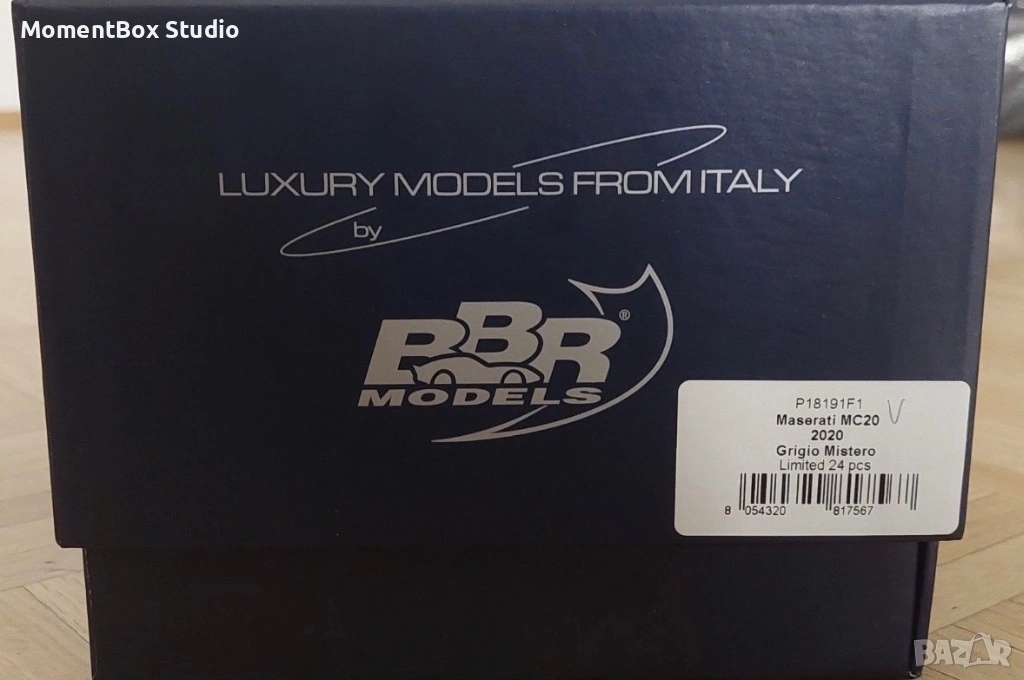 MomentBox Studio
LUXURY MODELS FROM ITALY
by
BBR®
MODELS
P18191F1 V
Maserati MC20
2020
Grigio Mistero
Limited 24 pcs
8 054320 817567
BAZAR